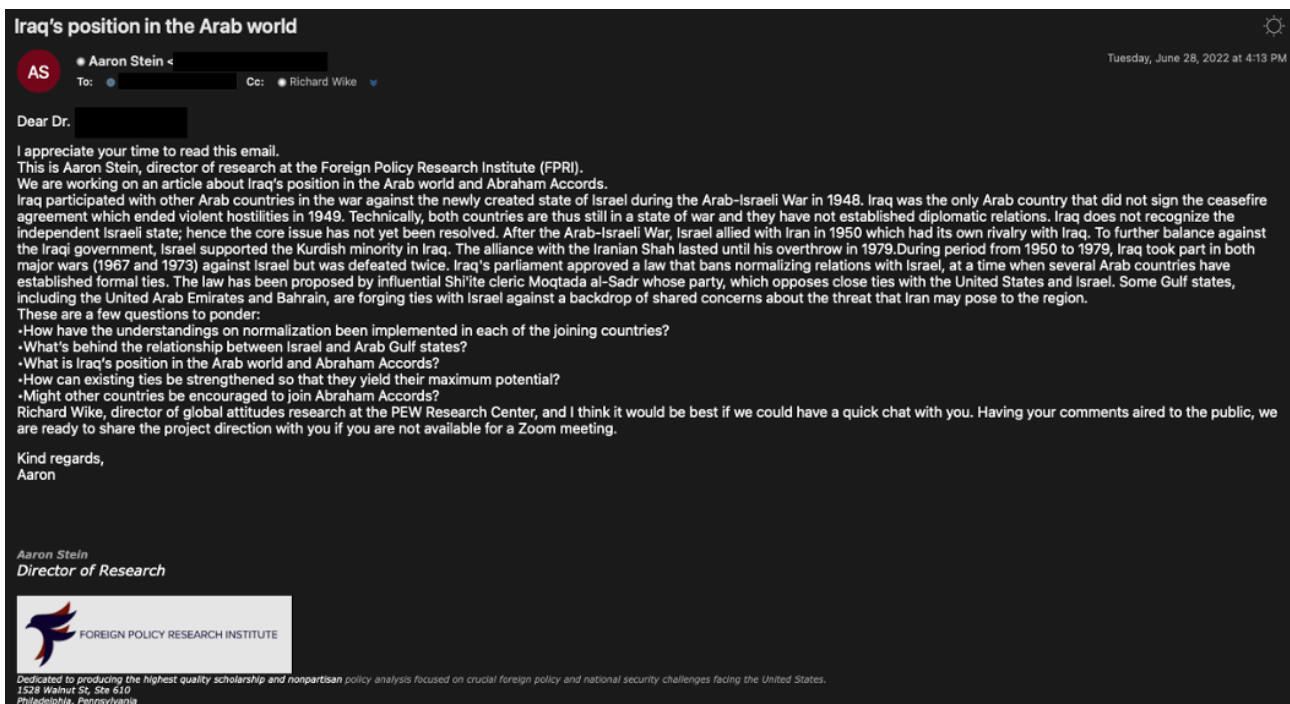 Iraq's position in the Arab world
AS
Aaron Stein <
Tuesday, June 28, 2022 at 4:13 PM
To:
Cc: Richard Wike
Dear Dr.
I appreciate your time to read this email.
This is Aaron Stein, director of research at the Foreign Policy Research Institute (FPRI).
We are working on an article about Iraq's position in the Arab world and Abraham Accords.
Iraq participated with other Arab countries in the war against the newly created state of Israel during the Arab-Israeli War in 1948. Iraq was the only Arab country that did not sign the ceasefire
agreement which ended violent hostilities in 1949. Technically, both countries are thus still in a state of war and they have not established diplomatic relations. Iraq does not recognize the
independent Israeli state; hence the core issue has not yet been resolved. After the Arab-Israeli War, Israel allied with Iran in 1950 which had its own rivalry with Iraq. To further balance against
the Iraqi government, Israel supported the Kurdish minority in Iraq. The alliance with the Iranian Shah lasted until his overthrow in 1979.During period from 1950 to 1979, Iraq took part in both
major wars (1967 and 1973) against Israel but was defeated twice. Iraq's parliament approved a law that bans normalizing relations with Israel, at a time when several Arab countries have
established formal ties. The law has been proposed by influential Shi'ite cleric Moqtada al-Sadr whose party, which opposes close ties with the United States and Israel. Some Gulf states,
including the United Arab Emirates and Bahrain, are forging ties with Israel against a backdrop of shared concerns about the threat that Iran may pose to the region.
These are a few questions to ponder:
•How have the understandings on normalization been implemented in each of the joining countries?
•What's behind the relationship between Israel and Arab Gulf states?
•What is Iraq's position in the Arab world and Abraham Accords?
•How can existing ties be strengthened so that they yield their maximum potential?
•Might other countries be encouraged to join Abraham Accords?
Richard Wike, director of global attitudes research at the PEW Research Center, and I think it would be best if we could have a quick chat with you. Having your comments aired to the public, we
are ready to share the project direction with you if you are not available for a Zoom meeting.
Kind regards,
Aaron
Aaron Stein
Director of Research
FOREIGN POLICY RESEARCH INSTITUTE
Dedicated to producing the highest quality scholarship and nonpartisan policy analysis focused on crucial foreign policy and national security challenges facing the United States.
1528 Walnut St, Ste 610
Philadelphia, Pennsylvania